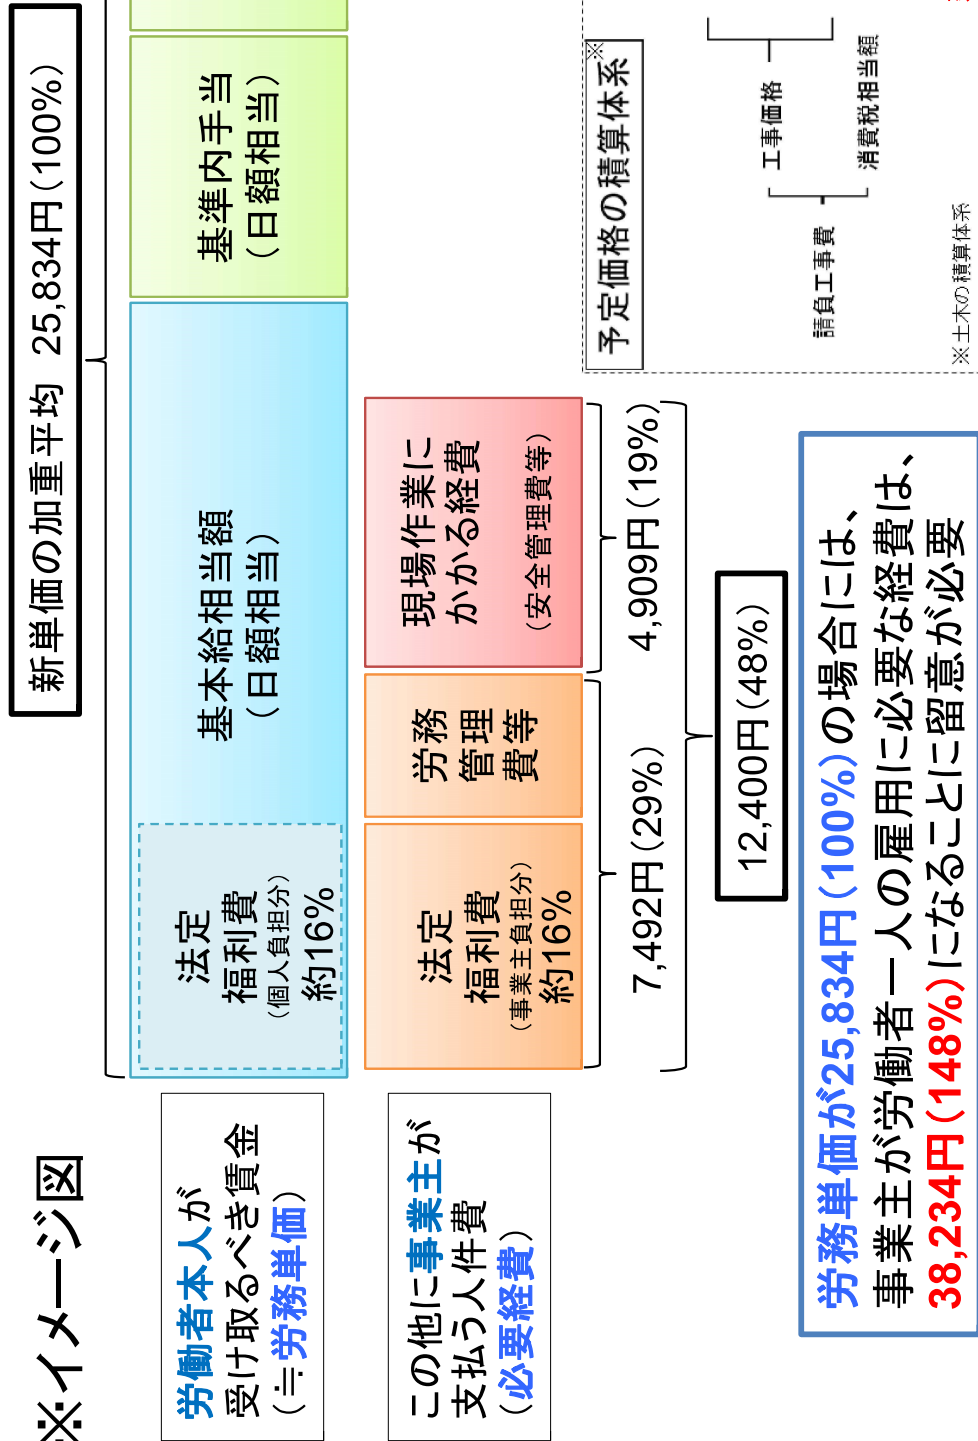 ※イメージ図
新単価の加重平均 25,834円(100%)
労働者本人が
受け取るべき賃金
(≒労務単価)
法定
福利費
(個人負担分)
約16%
基本給相当額
(日額相当)
基準内手当
(日額相当)
この他に事業主が
支払う人件費
(必要経費)
法定
福利費
(事業主負担分)
約16%
労務
管理
費等
現場作業に
かかる経費
(安全管理費等)
7,492円(29%)
4,909円(19%)
12,400円(48%)
労務単価が25,834円(100%)の場合には、
事業主が労働者一人の雇用に必要な経費は、
38,234円(148%)になることに留意が必要
予定価格の積算体系※
請負工事費
工事価格
消費税相当額
※土木の積算体系